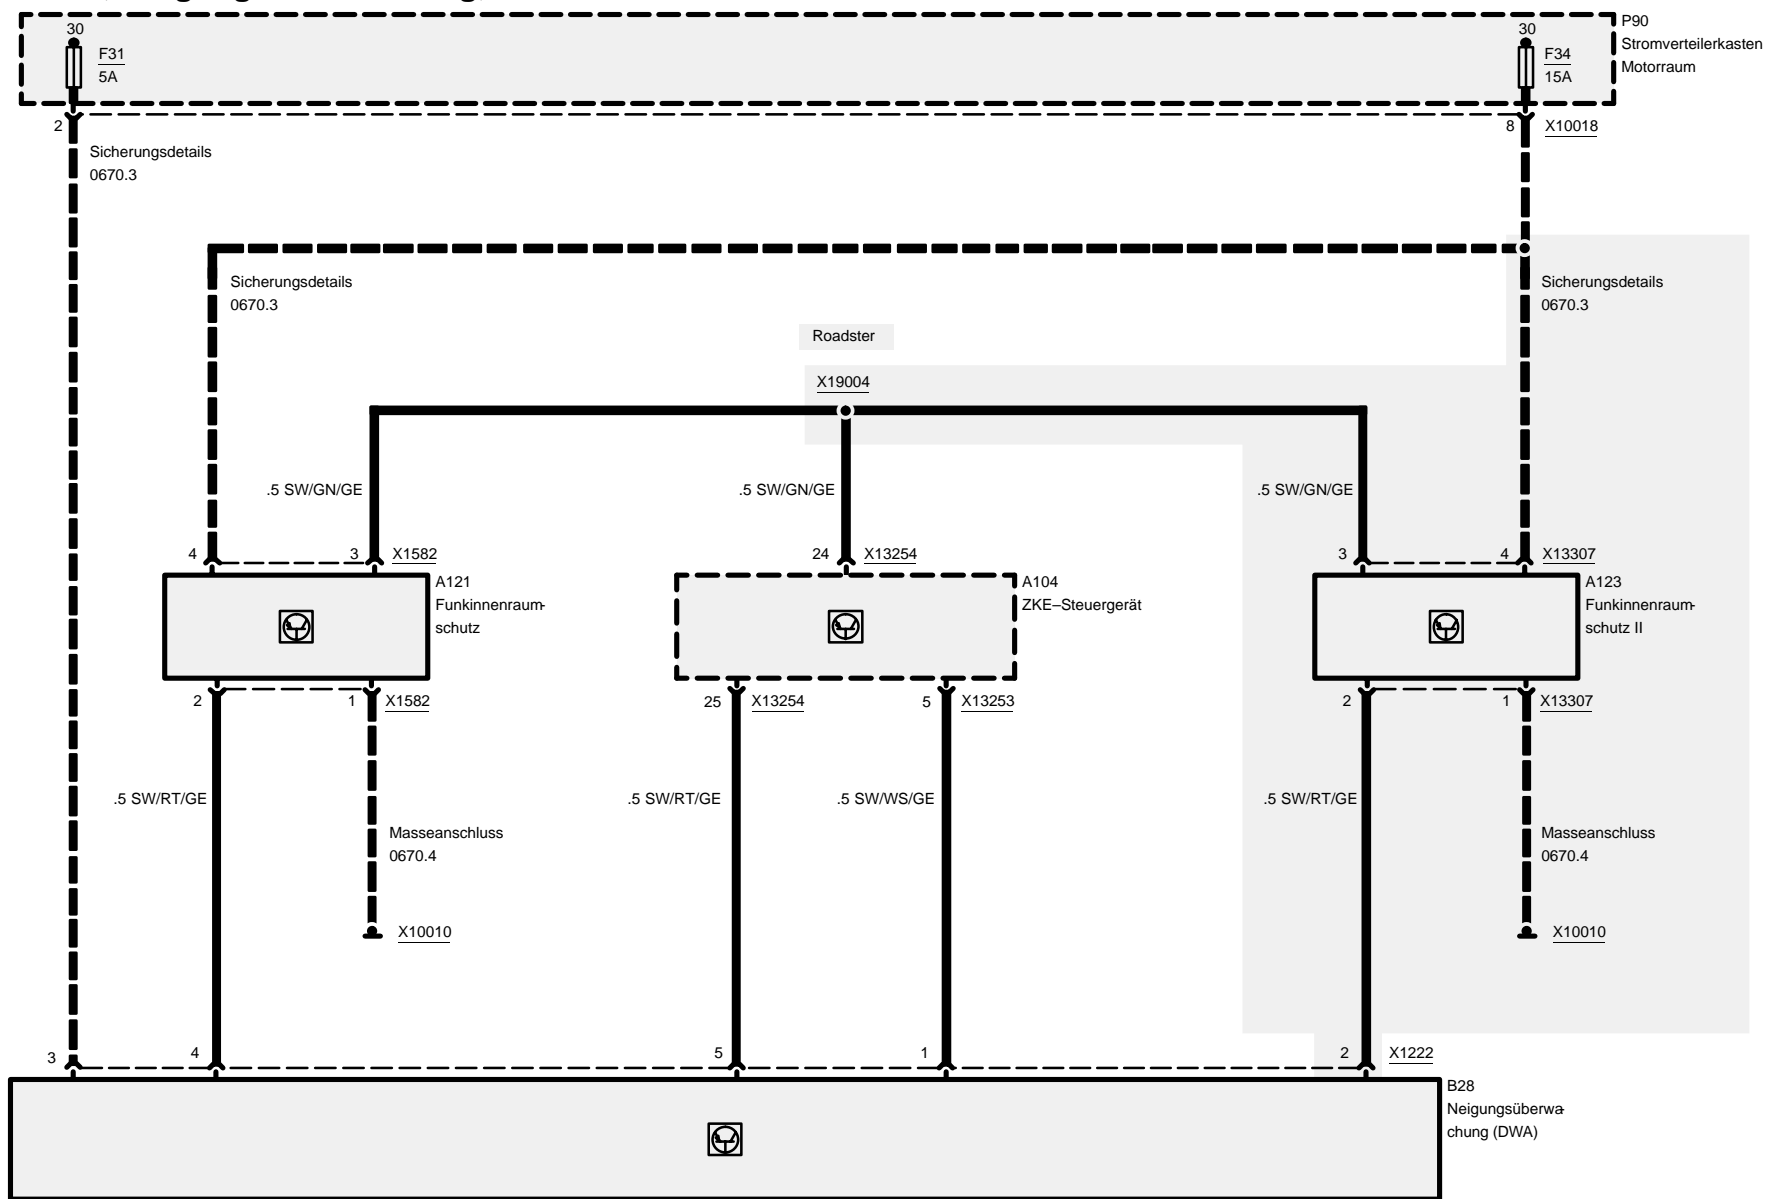 30
F31
5A
30
F34
15A
P90
Stromverteilerkasten
Motorraum
2
8
X10018
Sicherungsdetails
0670.3
Sicherungsdetails
0670.3
Sicherungsdetails
0670.3
Roadster
X19004
.5 SW/GN/GE
.5 SW/GN/GE
.5 SW/GN/GE
4
3
X1582
24
X13254
3
4
X13307
A121
Funkinnenraum-
schutz
A104
ZKE–Steuergerät
A123
Funkinnenraum-
schutz II
2
1
X1582
25
X13254
5
X13253
2
1
X13307
.5 SW/RT/GE
.5 SW/RT/GE
.5 SW/WS/GE
.5 SW/RT/GE
Masseanschluss
0670.4
Masseanschluss
0670.4
X10010
X10010
3
4
5
1
2
X1222
B28
Neigungsüberwa-
chung (DWA)